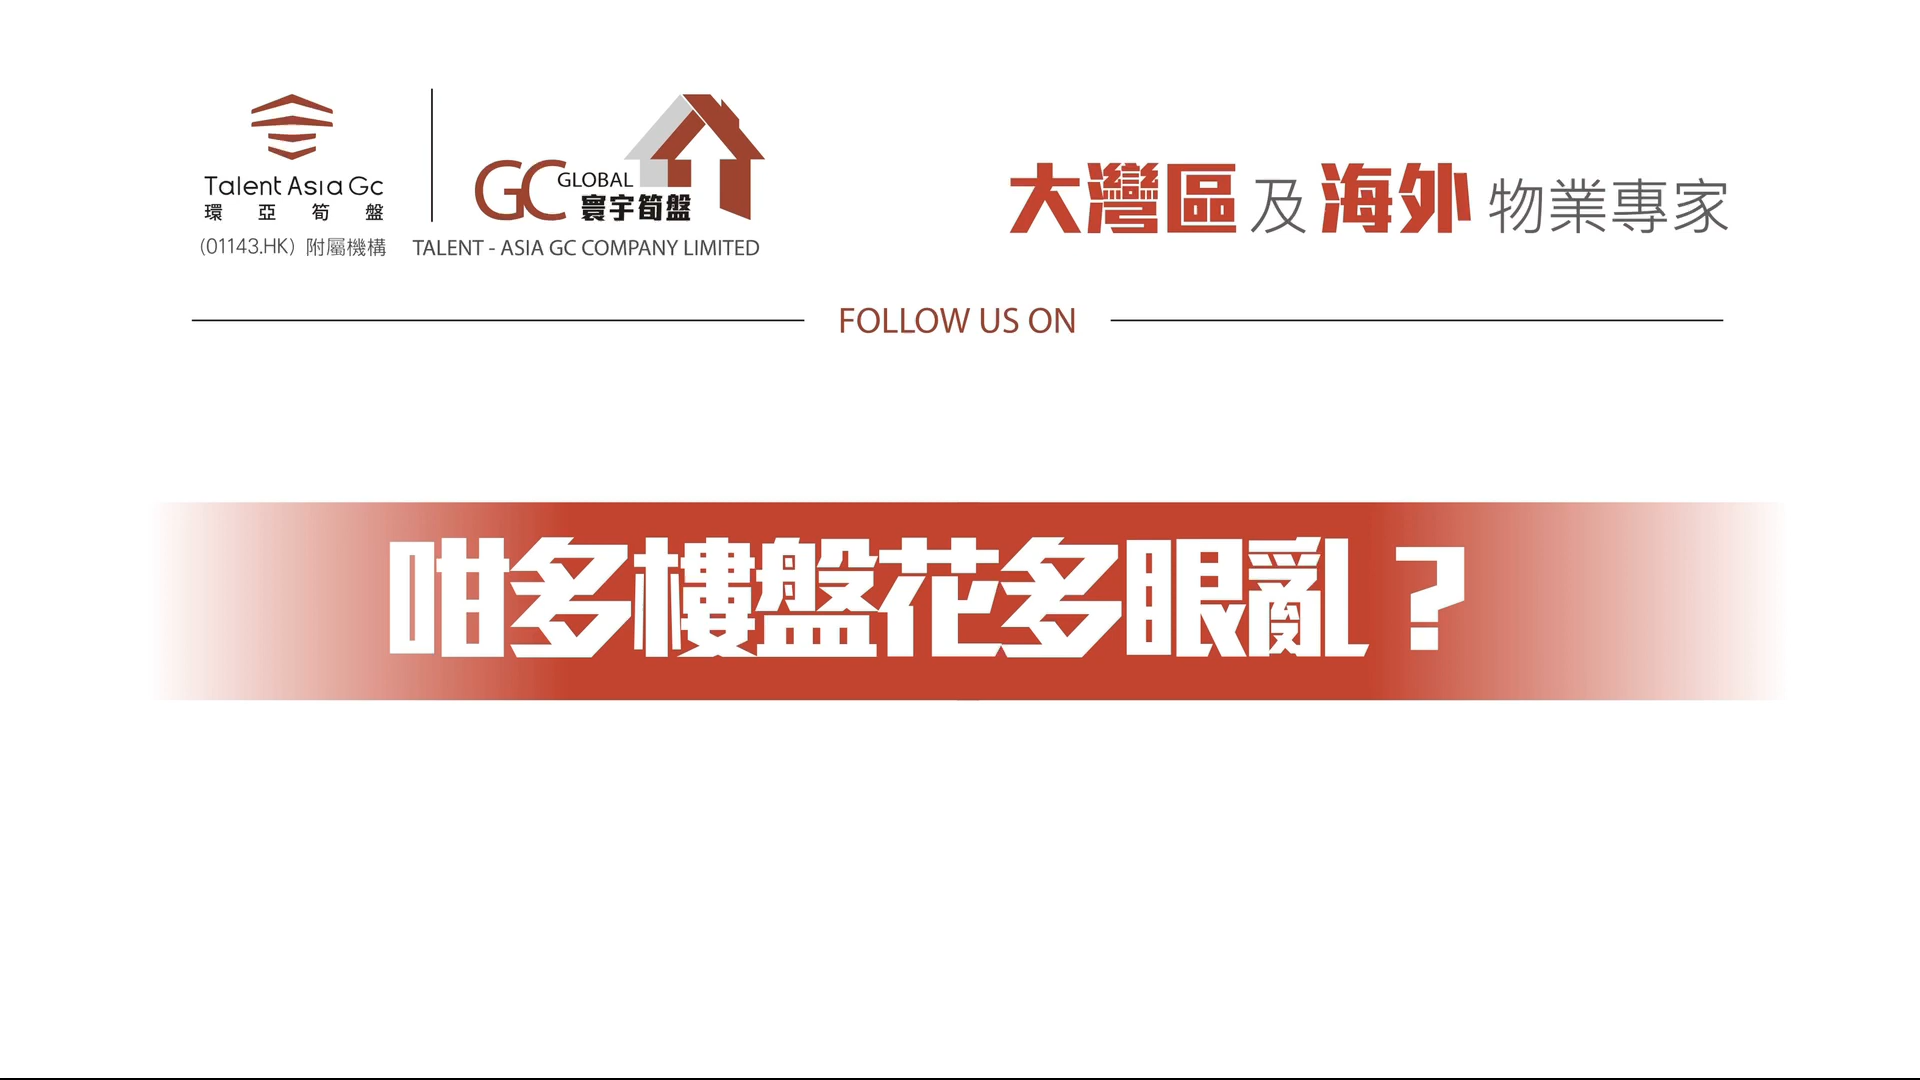 Talent Asia Gc
環亞筍盤
(01143.HK) 附屬機構
GC GLOBAL
寰宇筍盤
TALENT - ASIA GC COMPANY LIMITED
大灣區及海外物業專家
FOLLOW US ON
咁多樓盤花多眼亂？